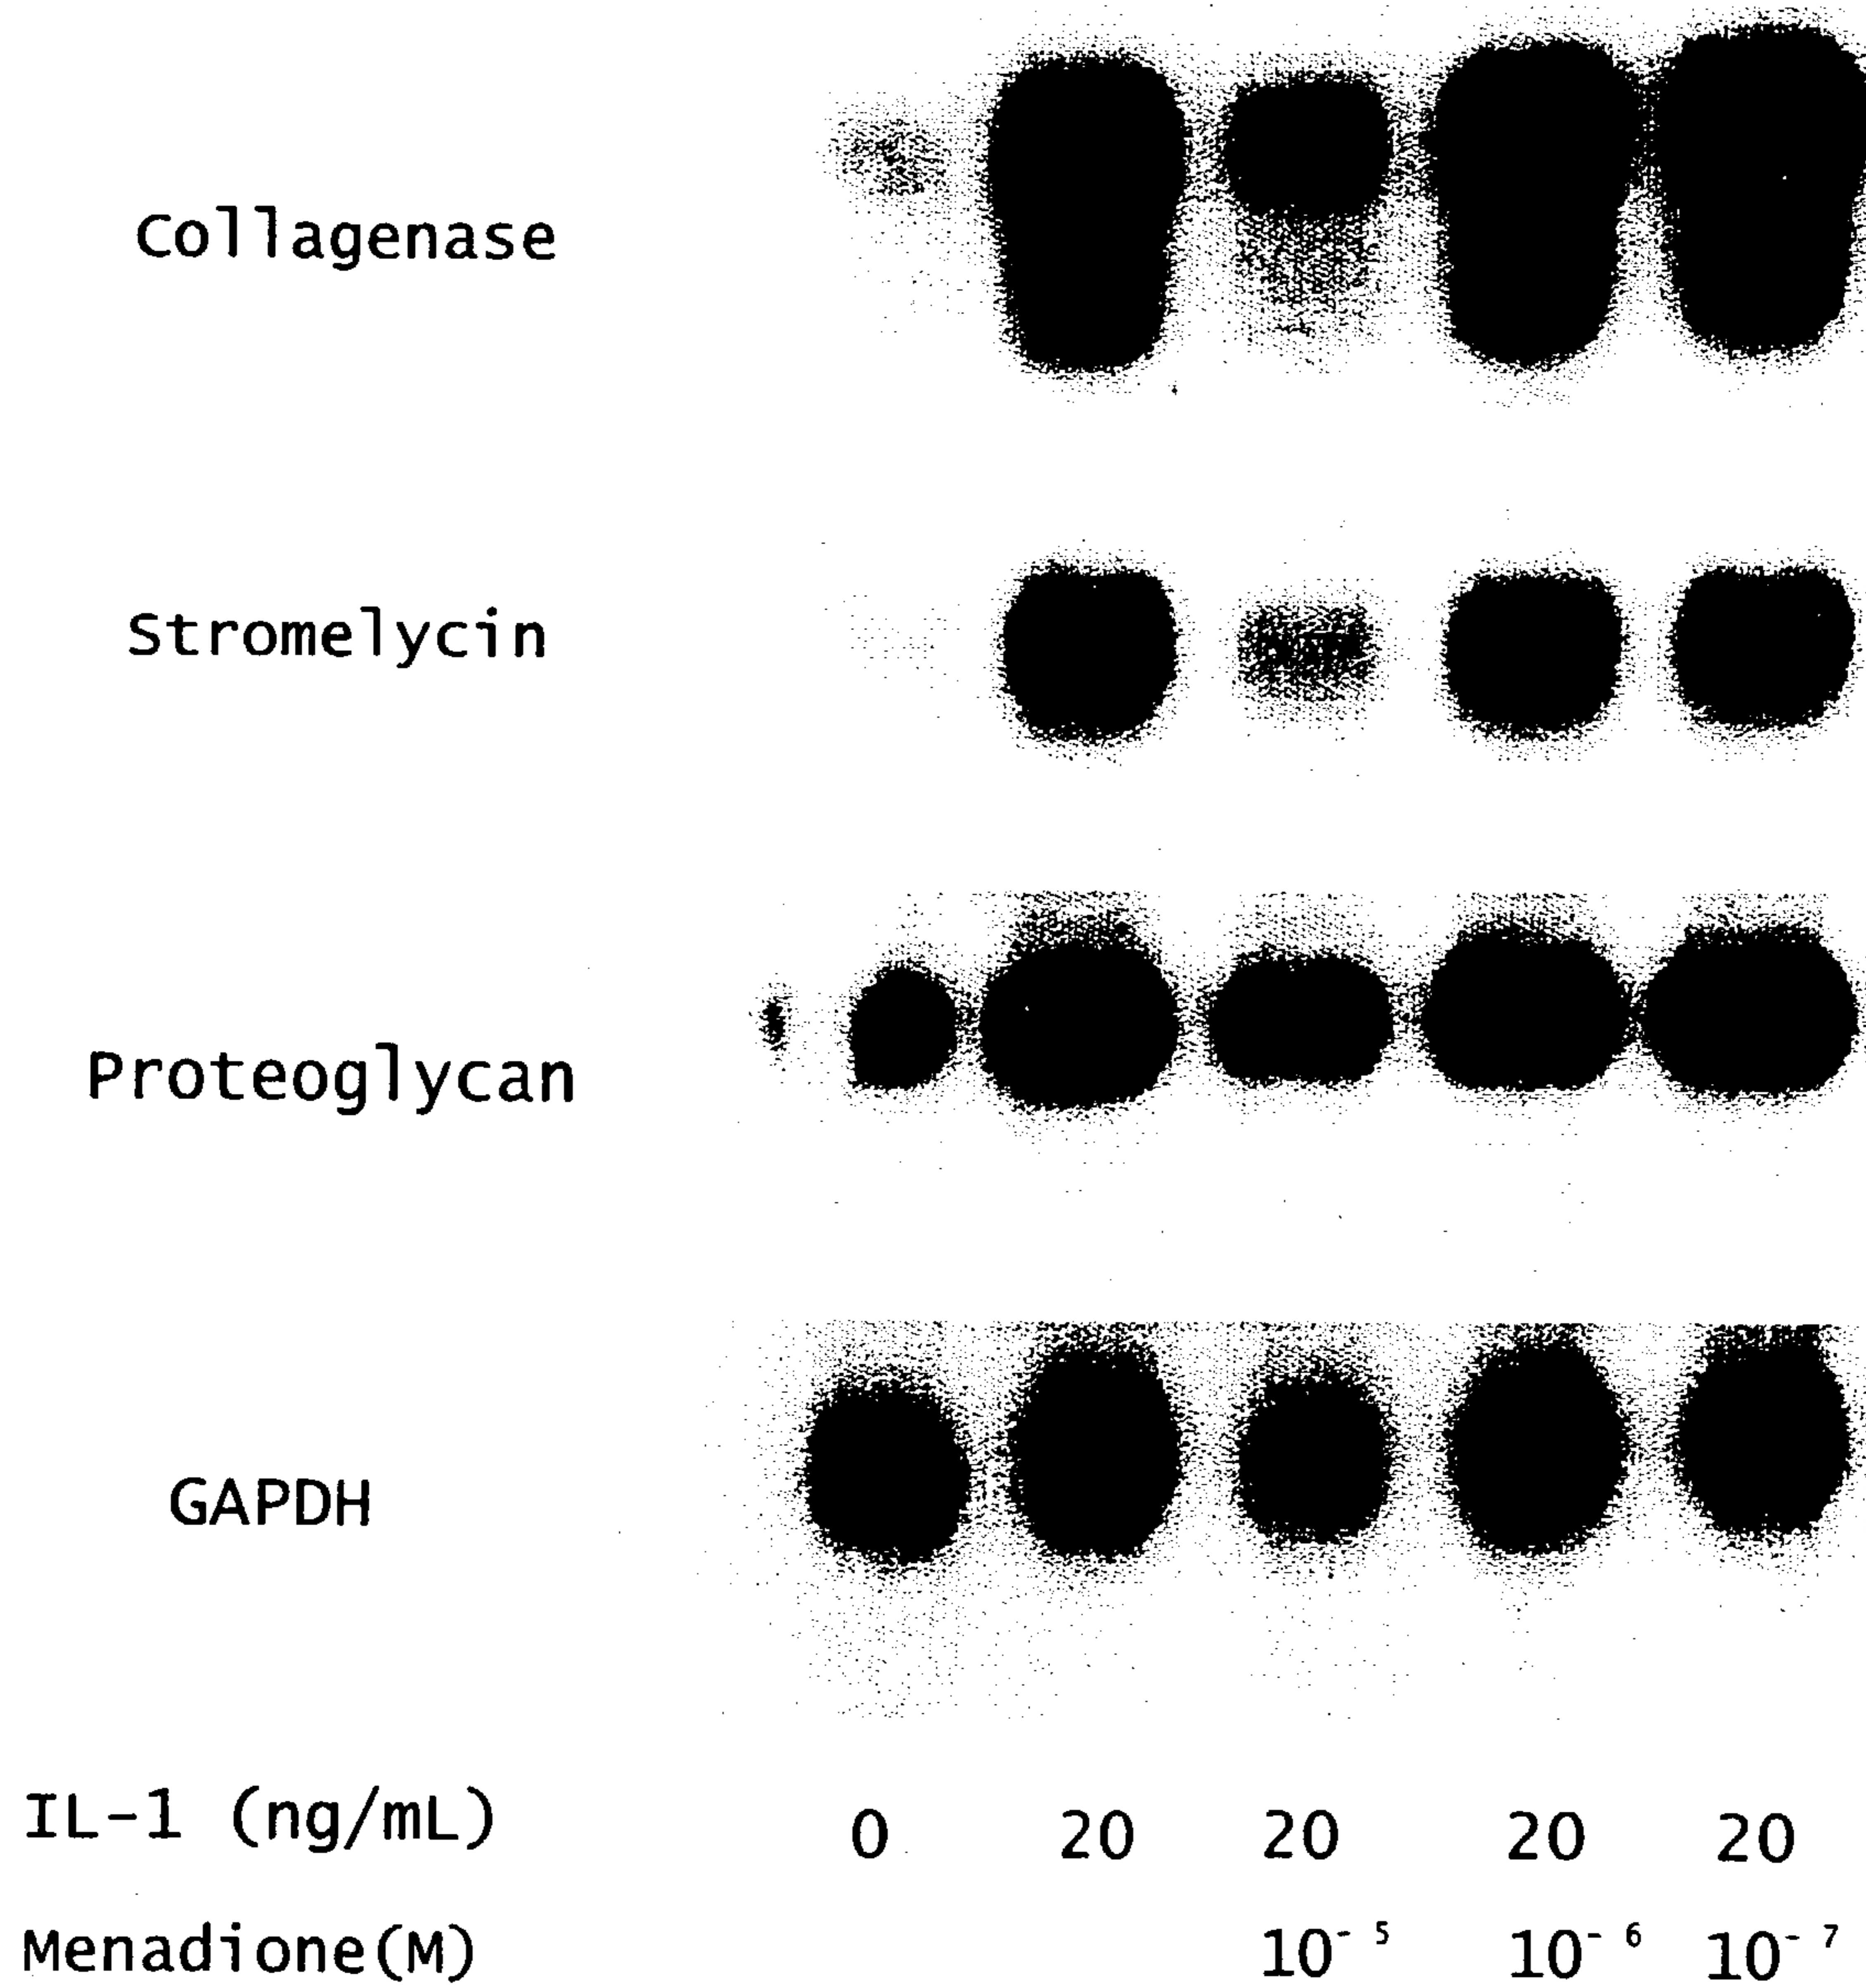 Collagenase
Stromelycin
Proteoglycan
GAPDH
IL-1 (ng/mL) 0 20 20 20 20
Menadione(M) 10⁻⁵ 10⁻⁶ 10⁻⁷